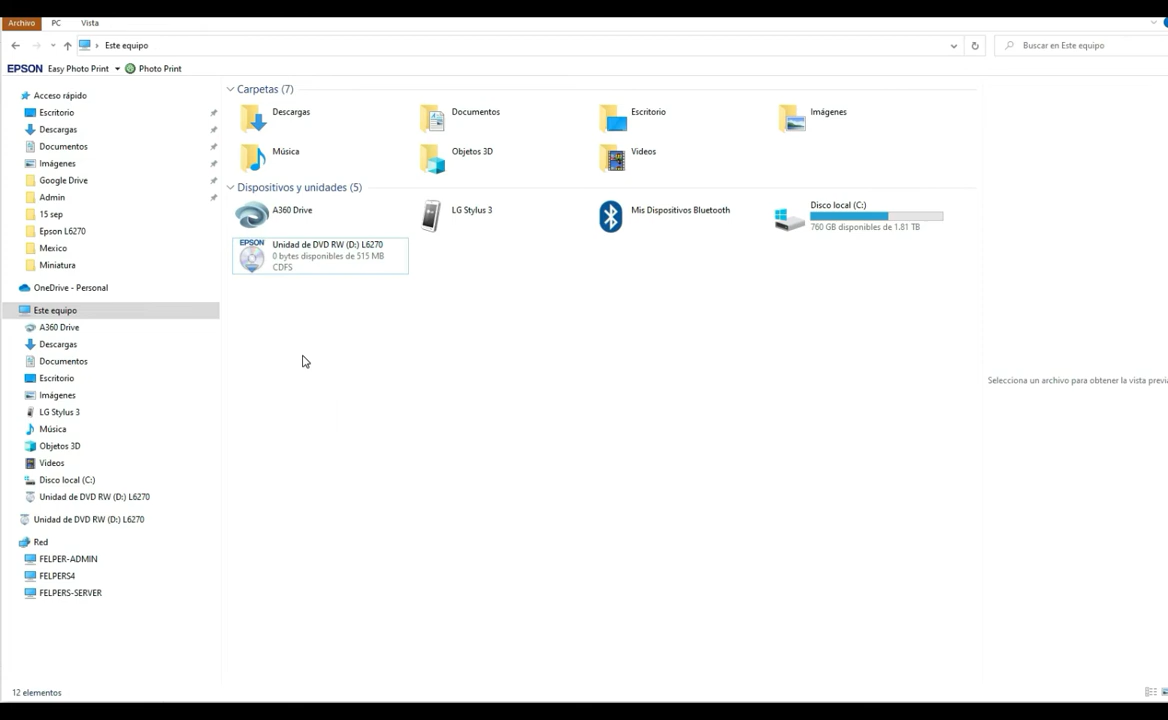 Archivo PC Vista
Este equipo
Buscar en Este equipo
EPSON Easy Photo Print Photo Print
Acceso rápido
Escritorio
Descargas
Documentos
Imágenes
Google Drive
Admin
15 sep
Epson L6270
Mexico
Miniatura
OneDrive - Personal
Este equipo
A360 Drive
Descargas
Documentos
Escritorio
Imágenes
LG Stylus 3
Música
Objetos 3D
Videos
Disco local (C:)
Unidad de DVD RW (D:) L6270
Unidad de DVD RW (D:) L6270
Red
FELPER-ADMIN
FELPERS4
FELPERS-SERVER
Carpetas (7)
Descargas
Documentos
Escritorio
Imágenes
Música
Objetos 3D
Videos
Dispositivos y unidades (5)
A360 Drive
LG Stylus 3
Mis Dispositivos Bluetooth
Disco local (C:)
760 GB disponibles de 1.81 TB
EPSON
Unidad de DVD RW (D:) L6270
0 bytes disponibles de 515 MB
CDFS
Selecciona un archivo para obtener la vista previ
12 elementos